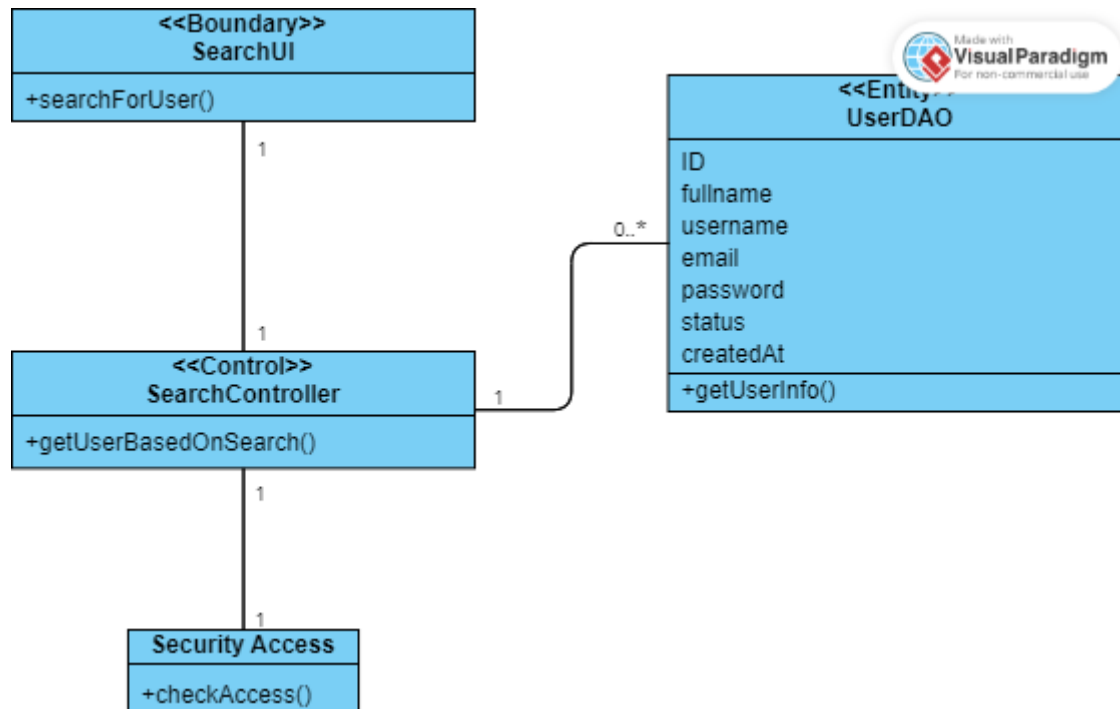 <<Boundary>>
SearchUI
+searchForUser()
1
1
<<Control>>
SearchController
+getUserBasedOnSearch()
1
0..*
Made with
Visual Paradigm
For non-commercial use
<<Entity>>
UserDAO
ID
fullname
username
email
password
status
createdAt
+getUserInfo()
1
1
Security Access
+checkAccess()